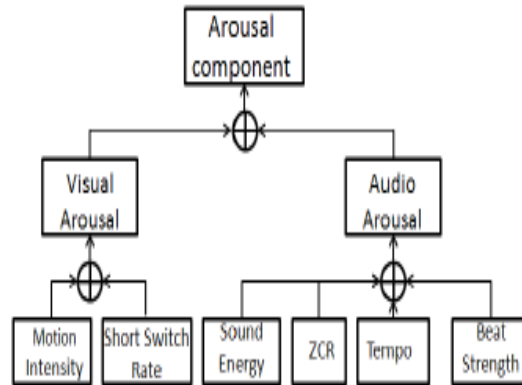 Arousal
component
Visual
Arousal
Audio
Arousal
Motion
Intensity
Short Switch
Rate
Sound
Energy
ZCR
Tempo
Beat
Strength